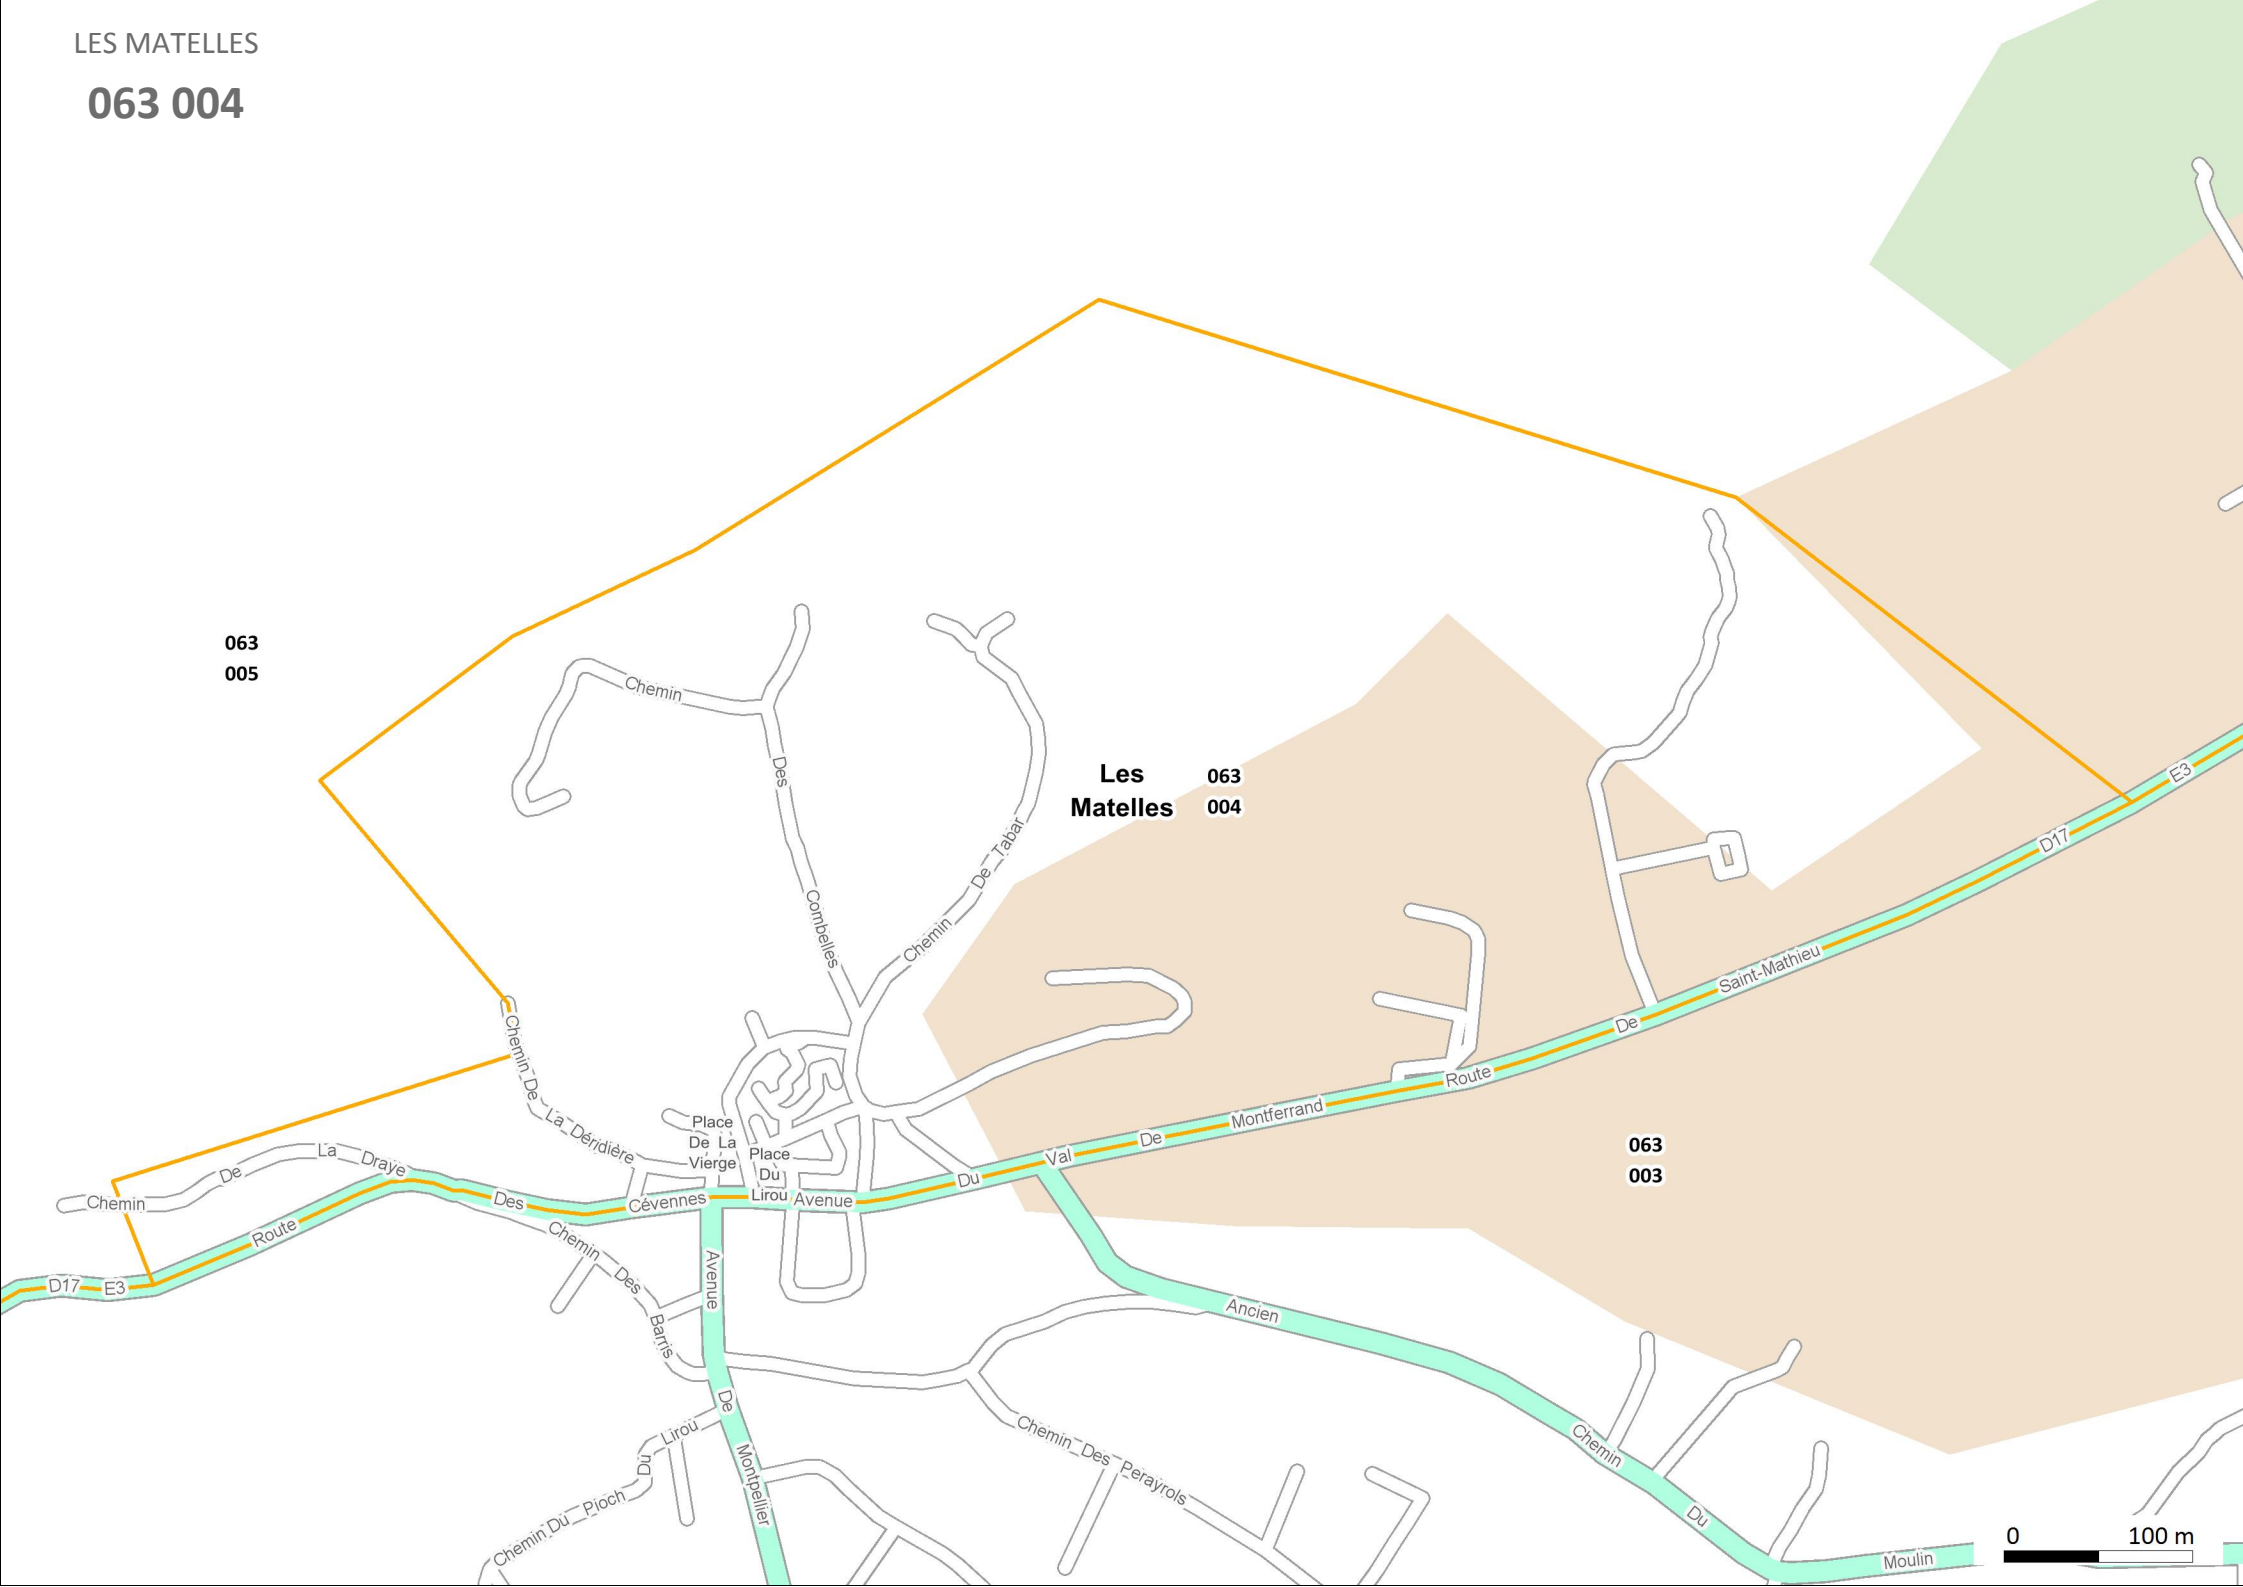 LES MATELLES
063 004
063
005
Chemin
Des
Combelles
Chemin De Tabar
Les
Matelles
063
004
E3
D17
Saint-Mathieu
De
Route
Montferrand
De
Val
Du
Avenue
Chemin De
La Déridière
Place
De La
Vierge
Place
Du
Lirou
Chemin De La Draye
Des
Cévennes
Route
D17
E3
063
003
Chemin Des Barris
Avenue
De
Montpellier
Ancien
Chemin
Du
Moulin
Chemin Des Perayrols
Chemin Du Pioch
Du
Lirou
0 100 m